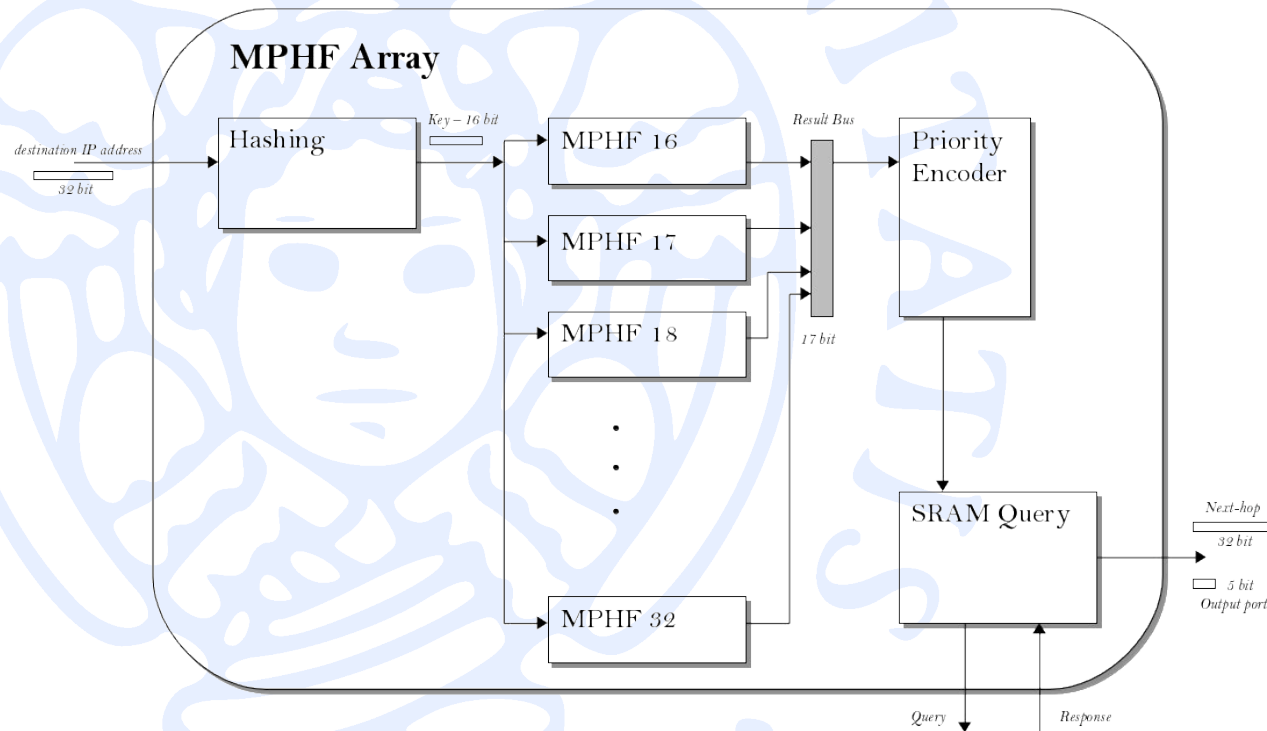 MPHF Array
Hashing
Key – 16 bit
destination IP address
32 bit
MPHF 16
MPHF 17
MPHF 18
MPHF 32
Result Bus
17 bit
Priority
Encoder
SRAM Query
Next-hop
32 bit
5 bit
Output port
Query
Response